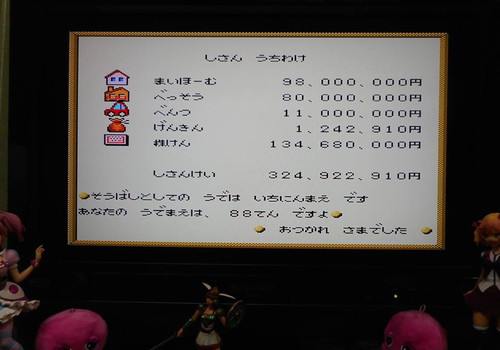 しさん うちわけ
まいほーむ 98、000、000円
べっそう 80、000、000円
べんつ 11、000、000円
げんきん 1、242、910円
株けん 134、680、000円
しさんけい 324、922、910円
そうばしとしての うでは いちにんまえ です
あなたの うでまえは、 88てん ですよ
おつかれ さまでした